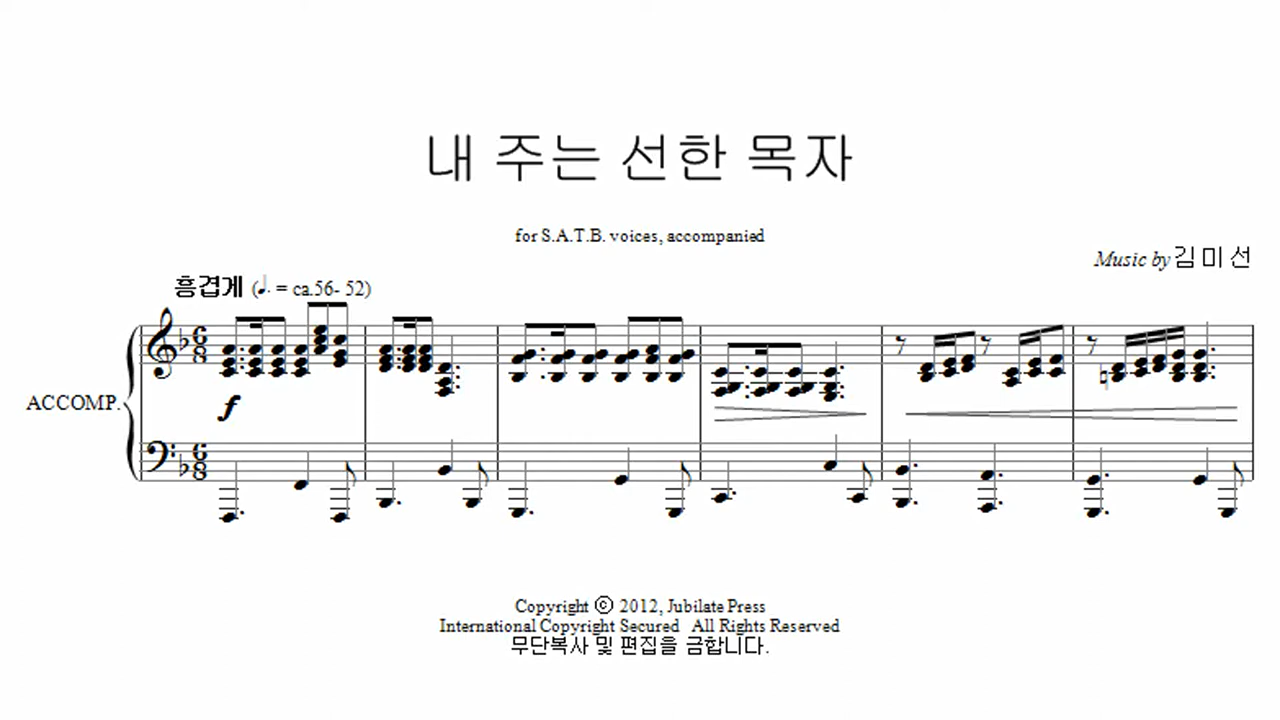 내 주는 선한 목자
for S.A.T.B. voices, accompanied
Music by 김 미 선
흥겹게 (♩. = ca.56- 52)
ACCOMP.
f
Copyright © 2012, Jubilate Press
International Copyright Secured All Rights Reserved
무단복사 및 편집을 금합니다.